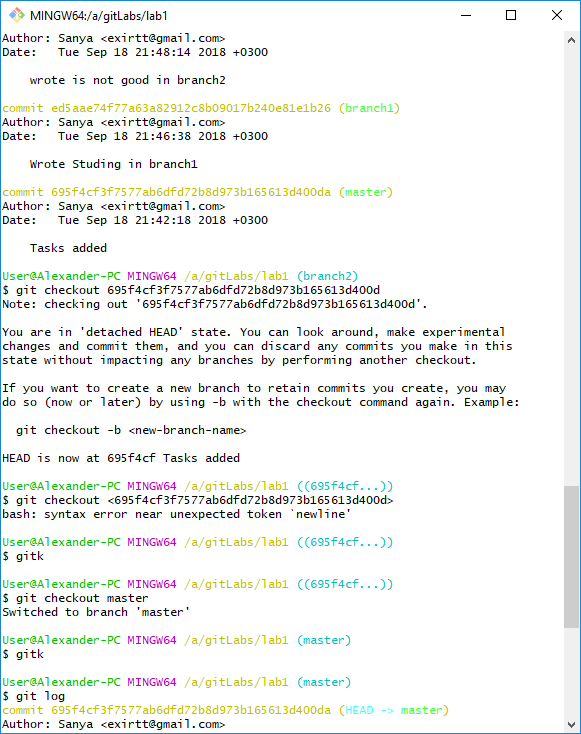 MINGW64:/a/gitLabs/lab1
Author: Sanya <exirtt@gmail.com>
Date:   Tue Sep 18 21:48:14 2018 +0300
    wrote is not good in branch2
commit ed5aae74f77a63a82912c8b09017b240e81e1b26 (branch1)
Author: Sanya <exirtt@gmail.com>
Date:   Tue Sep 18 21:46:38 2018 +0300
    Wrote Studing in branch1
commit 695f4cf3f7577ab6dfd72b8d973b165613d400da (master)
Author: Sanya <exirtt@gmail.com>
Date:   Tue Sep 18 21:42:18 2018 +0300
    Tasks added
User@Alexander-PC MINGW64 /a/gitLabs/lab1 (branch2)
$ git checkout 695f4cf3f7577ab6dfd72b8d973b165613d400d
Note: checking out '695f4cf3f7577ab6dfd72b8d973b165613d400d'.
You are in 'detached HEAD' state. You can look around, make experimental
changes and commit them, and you can discard any commits you make in this
state without impacting any branches by performing another checkout.
If you want to create a new branch to retain commits you create, you may
do so (now or later) by using -b with the checkout command again. Example:
  git checkout -b <new-branch-name>
HEAD is now at 695f4cf Tasks added
User@Alexander-PC MINGW64 /a/gitLabs/lab1 ((695f4cf...))
$ git checkout <695f4cf3f7577ab6dfd72b8d973b165613d400d>
bash: syntax error near unexpected token `newline'
User@Alexander-PC MINGW64 /a/gitLabs/lab1 ((695f4cf...))
$ gitk
User@Alexander-PC MINGW64 /a/gitLabs/lab1 ((695f4cf...))
$ git checkout master
Switched to branch 'master'
User@Alexander-PC MINGW64 /a/gitLabs/lab1 (master)
$ gitk
User@Alexander-PC MINGW64 /a/gitLabs/lab1 (master)
$ git log
commit 695f4cf3f7577ab6dfd72b8d973b165613d400da (HEAD -> master)
Author: Sanya <exirtt@gmail.com>